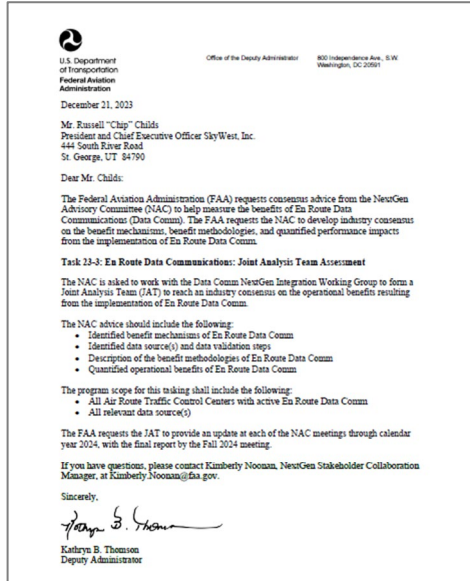 U.S. Department
of Transportation
Federal Aviation
Administration
Office of the Deputy Administrator
800 Independence Ave., S.W.
Washington, DC 20591
December 21, 2023
Mr. Russell “Chip” Childs
President and Chief Executive Officer SkyWest, Inc.
444 South River Road
St. George, UT 84790
Dear Mr. Childs:
The Federal Aviation Administration (FAA) requests consensus advice from the NextGen
Advisory Committee (NAC) to help measure the benefits of En Route Data
Communications (Data Comm). The FAA requests the NAC to develop industry consensus
on the benefit mechanisms, benefit methodologies, and quantified performance impacts
from the implementation of En Route Data Comm.
Task 23-3: En Route Data Communications: Joint Analysis Team Assessment
The NAC is asked to work with the Data Comm NextGen Integration Working Group to form a
Joint Analysis Team (JAT) to reach an industry consensus on the operational benefits resulting
from the implementation of En Route Data Comm.
The NAC advice should include the following:
• Identified benefit mechanisms of En Route Data Comm
• Identified data source(s) and data validation steps
• Description of the benefit methodologies of En Route Data Comm
• Quantified operational benefits of En Route Data Comm
The program scope for this tasking shall include the following:
• All Air Route Traffic Control Centers with active En Route Data Comm
• All relevant data source(s)
The FAA requests the JAT to provide an update at each of the NAC meetings through calendar
year 2024, with the final report by the Fall 2024 meeting.
If you have questions, please contact Kimberly Noonan, NextGen Stakeholder Collaboration
Manager, at Kimberly.Noonan@faa.gov.
Sincerely,
Kathryn B. Thomson
Kathryn B. Thomson
Deputy Administrator